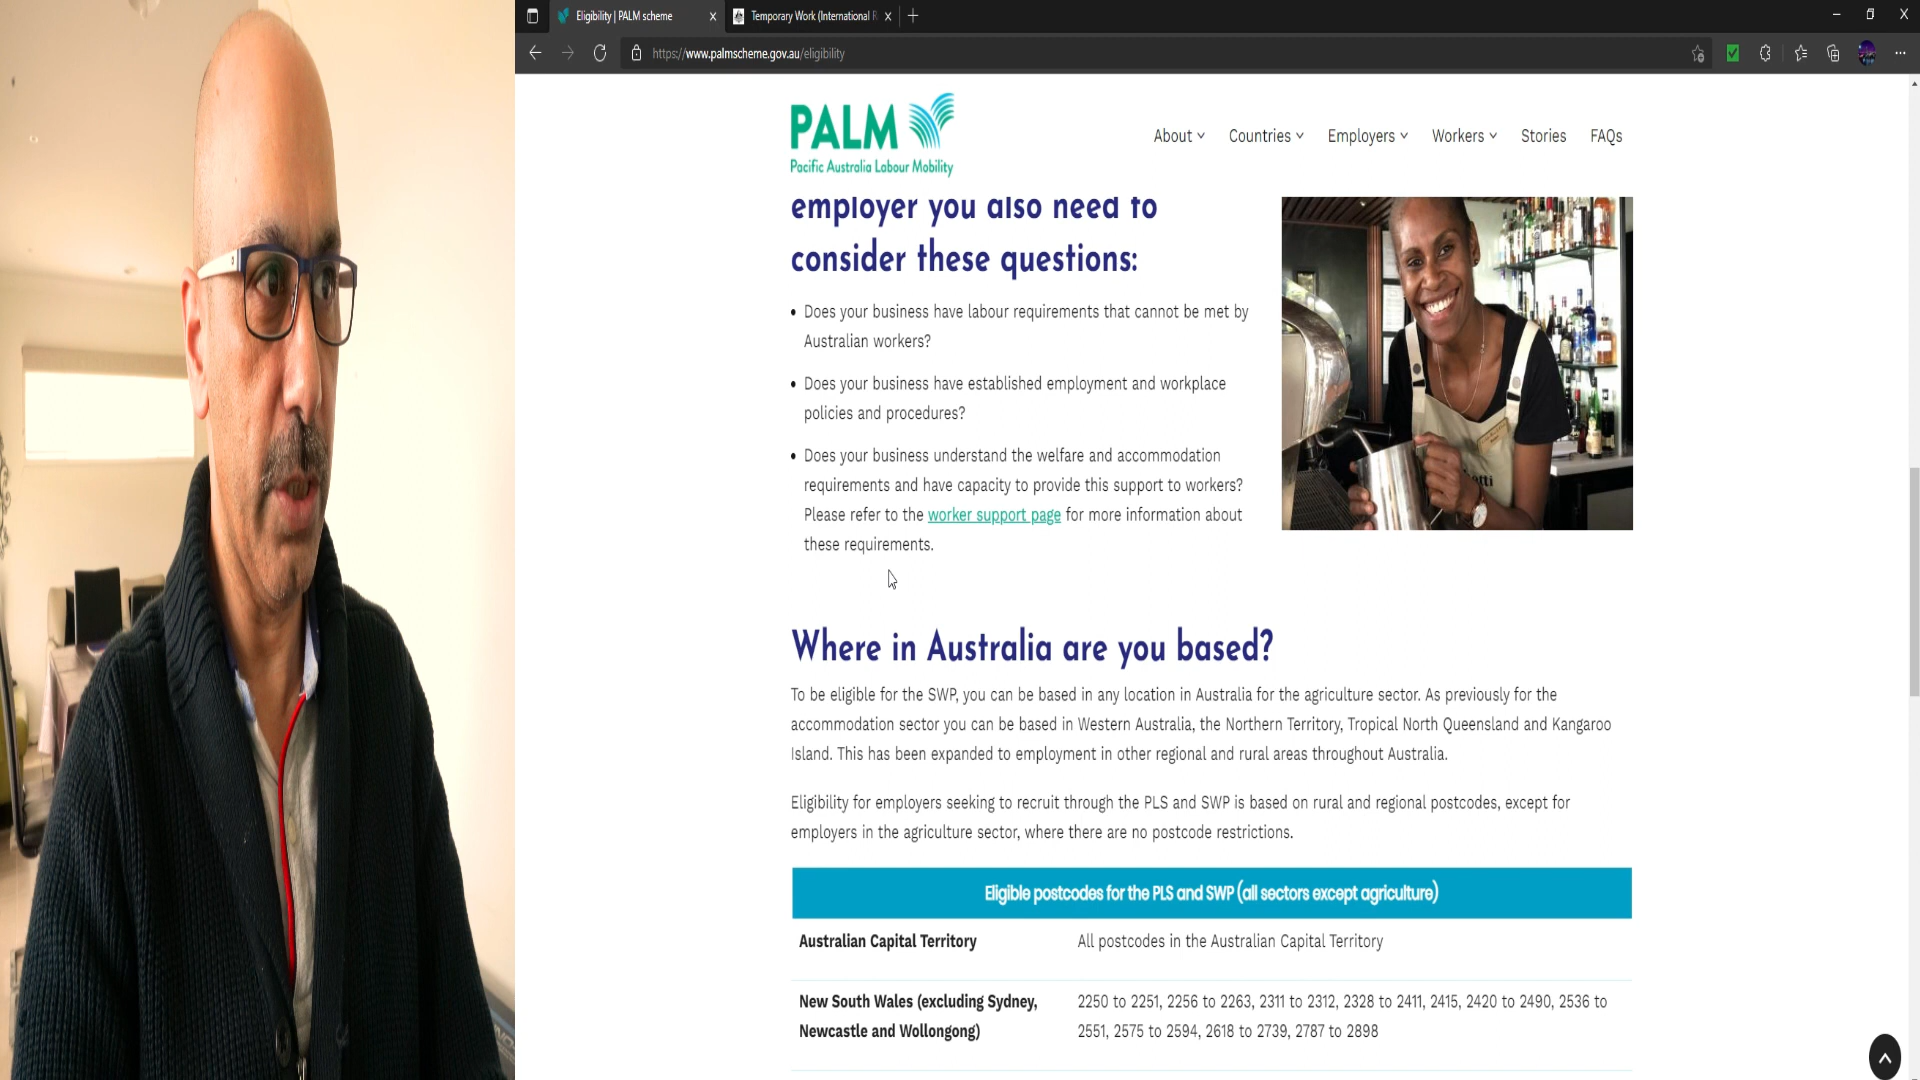 Eligibility | PALM scheme
Temporary Work (International R
https://www.palmscheme.gov.au/eligibility
PALM
Pacific Australia Labour Mobility
About
Countries
Employers
Workers
Stories
FAQs
employer you also need to
consider these questions:
• Does your business have labour requirements that cannot be met by
Australian workers?
• Does your business have established employment and workplace
policies and procedures?
• Does your business understand the welfare and accommodation
requirements and have capacity to provide this support to workers?
Please refer to the worker support page for more information about
these requirements.
Where in Australia are you based?
To be eligible for the SWP, you can be based in any location in Australia for the agriculture sector. As previously for the
accommodation sector you can be based in Western Australia, the Northern Territory, Tropical North Queensland and Kangaroo
Island. This has been expanded to employment in other regional and rural areas throughout Australia.
Eligibility for employers seeking to recruit through the PLS and SWP is based on rural and regional postcodes, except for
employers in the agriculture sector, where there are no postcode restrictions.
Eligible postcodes for the PLS and SWP (all sectors except agriculture)
Australian Capital Territory
All postcodes in the Australian Capital Territory
New South Wales (excluding Sydney,
Newcastle and Wollongong)
2250 to 2251, 2256 to 2263, 2311 to 2312, 2328 to 2411, 2415, 2420 to 2490, 2536 to
2551, 2575 to 2594, 2618 to 2739, 2787 to 2898